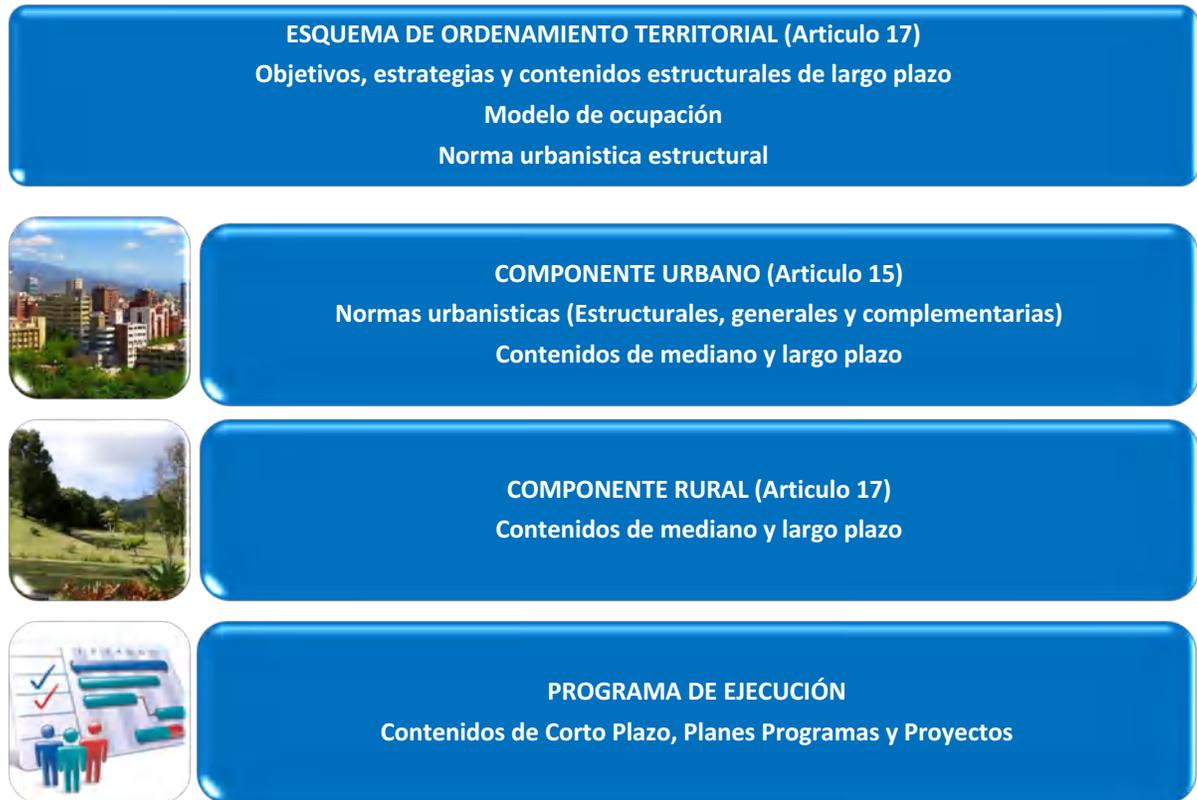 ESQUEMA DE ORDENAMIENTO TERRITORIAL (Articulo 17)
Objetivos, estrategias y contenidos estructurales de largo plazo
Modelo de ocupación
Norma urbanistica estructural
COMPONENTE URBANO (Articulo 15)
Normas urbanisticas (Estructurales, generales y complementarias)
Contenidos de mediano y largo plazo
COMPONENTE RURAL (Articulo 17)
Contenidos de mediano y largo plazo
PROGRAMA DE EJECUCIÓN
Contenidos de Corto Plazo, Planes Programas y Proyectos